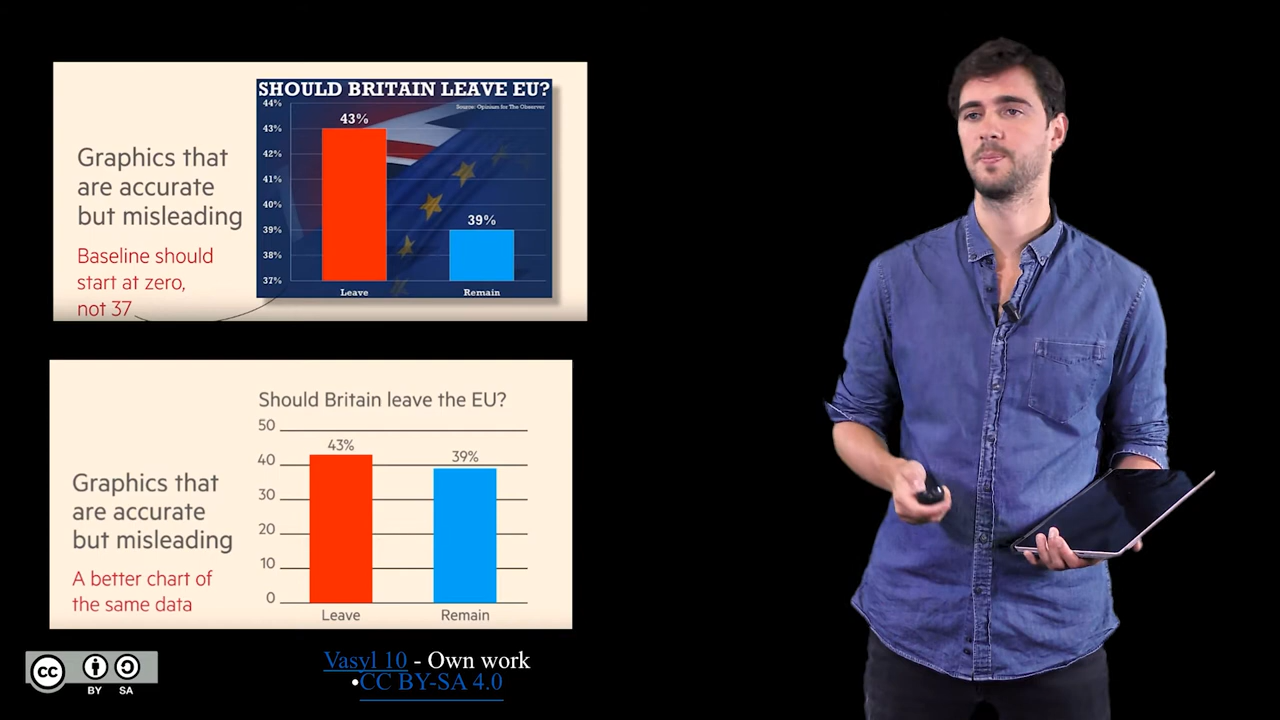 SHOULD BRITAIN LEAVE EU?
Source: Opinium for The Observer
44%
43%
42%
41%
40%
39%
38%
37%
43%
39%
Leave
Remain
Graphics that
are accurate
but misleading
Baseline should
start at zero,
not 37
Should Britain leave the EU?
50
40
30
20
10
0
43%
39%
Leave
Remain
Graphics that
are accurate
but misleading
A better chart of
the same data
cc
BY SA
Vasyl 10 - Own work
•CC BY-SA 4.0